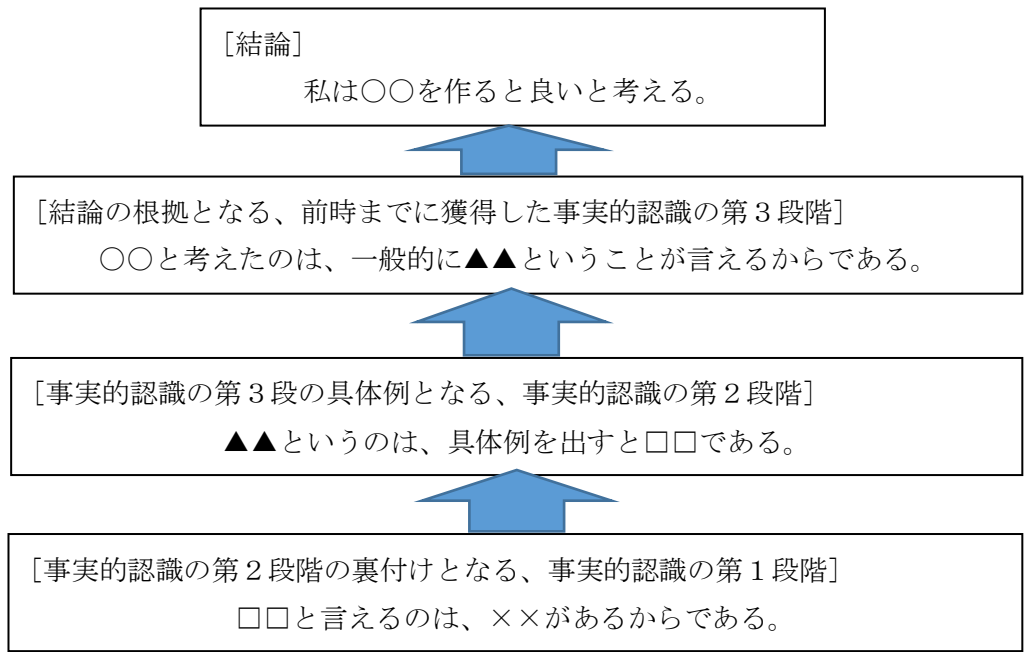 ［結論］
私は○○を作ると良いと考える。
［結論の根拠となる、前時までに獲得した事実的認識の第３段階］
○○と考えたのは、一般的に▲▲ということが言えるからである。
［事実的認識の第３段の具体例となる、事実的認識の第２段階］
▲▲というのは、具体例を出すと□□である。
［事実的認識の第２段階の裏付けとなる、事実的認識の第１段階］
□□と言えるのは、××があるからである。